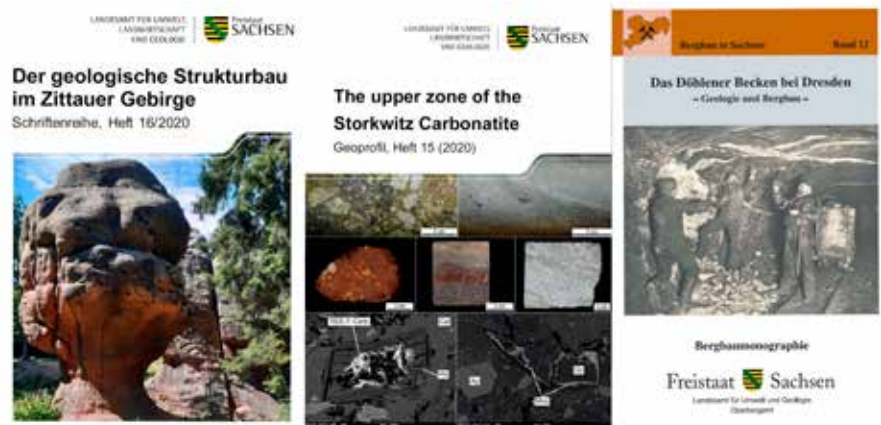 LANDESAMT FÜR UMWELT,
LANDWIRTSCHAFT
UND GEOLOGIE
Freistaat
SACHSEN
Der geologische Strukturbau
im Zittauer Gebirge
Schriftenreihe, Heft 16/2020
LANDESAMT FÜR UMWELT,
LANDWIRTSCHAFT
UND GEOLOGIE
Freistaat
SACHSEN
The upper zone of the
Storkwitz Carbonatite
Geoprofil, Heft 15 (2020)
Bergbau in Sachsen
Band 12
Das Döhlener Becken bei Dresden
– Geologie und Bergbau –
Bergbaumonographie
Freistaat Sachsen
Landesamt für Umwelt und Geologie
Oberbergamt